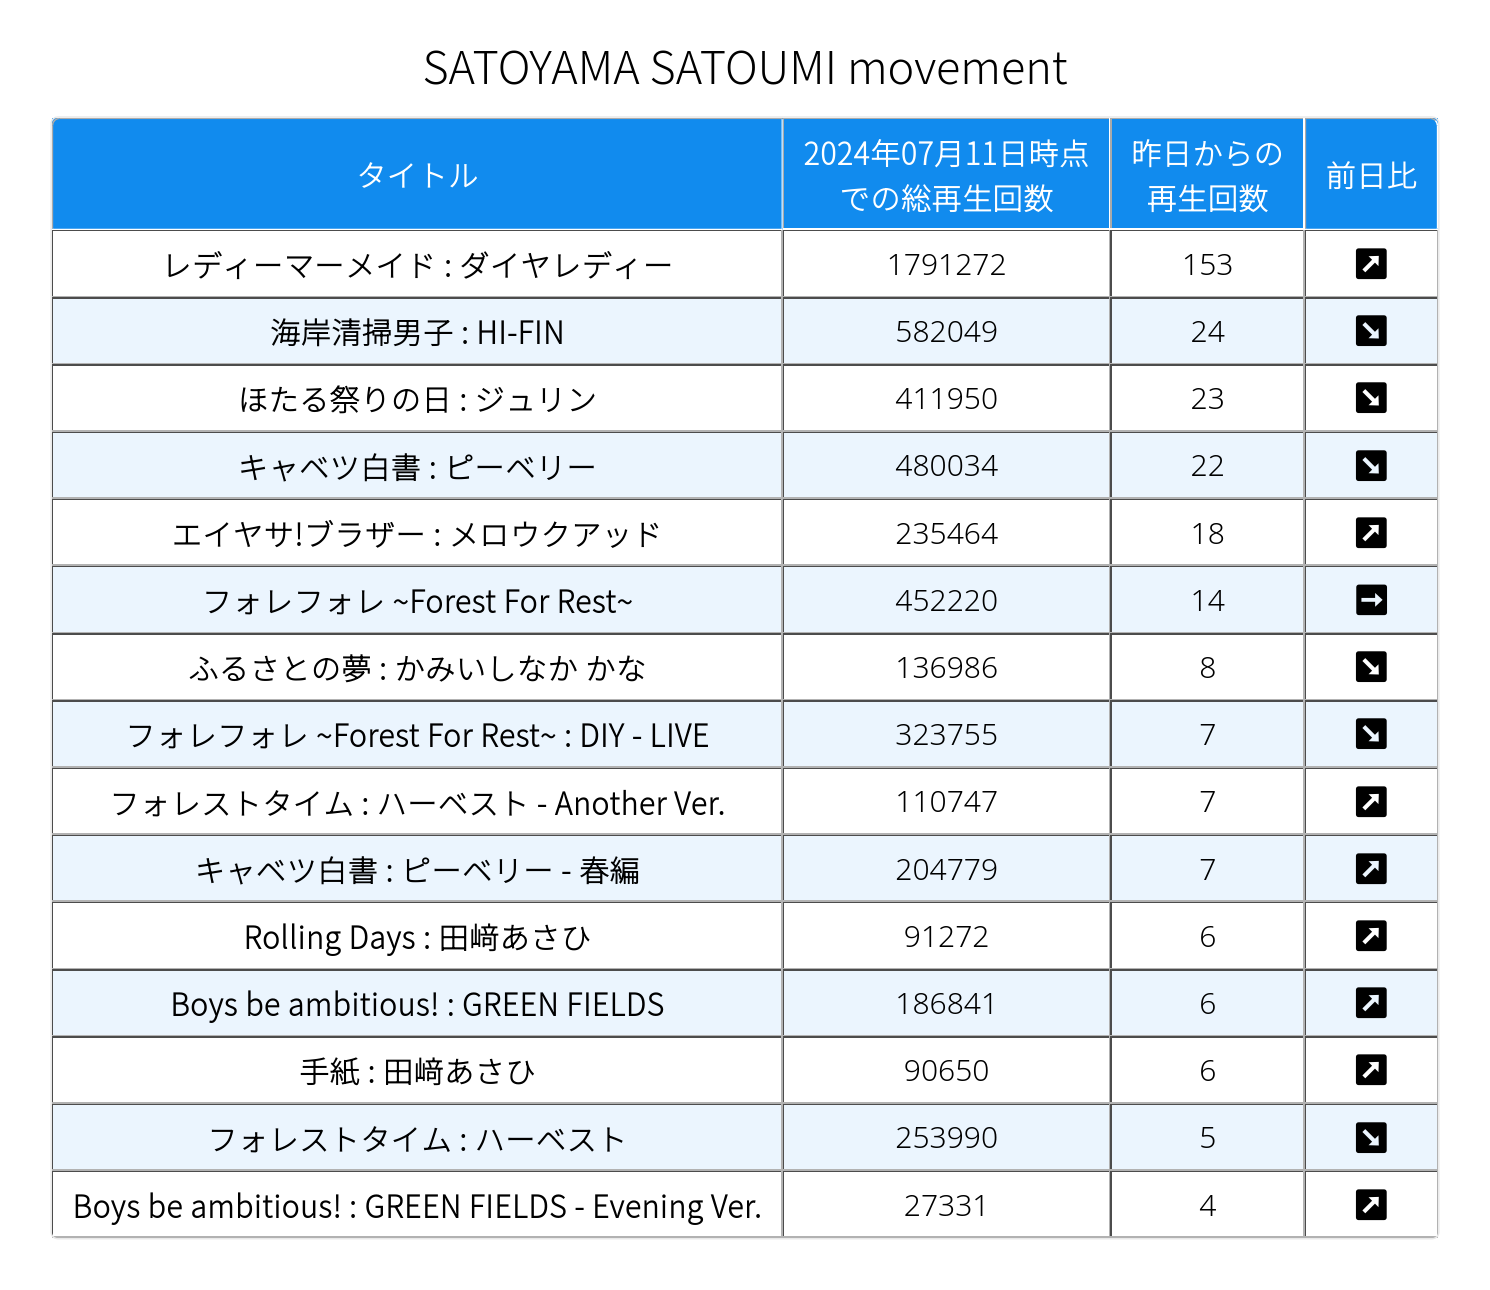 SATOYAMA SATOUMI movement
タイトル 2024年07月11日時点での総再生回数 昨日からの再生回数 前日比
レディーマーメイド : ダイヤレディー 1791272 153 ↗
海岸清掃男子 : HI-FIN 582049 24 ↘
ほたる祭りの日 : ジュリン 411950 23 ↘
キャベツ白書 : ピーベリー 480034 22 ↘
エイヤサ!ブラザー : メロウクアッド 235464 18 ↗
フォレフォレ ~Forest For Rest~ 452220 14 →
ふるさとの夢 : かみいしなか かな 136986 8 ↘
フォレフォレ ~Forest For Rest~ : DIY - LIVE 323755 7 ↘
フォレストタイム : ハーベスト - Another Ver. 110747 7 ↗
キャベツ白書 : ピーベリー - 春編 204779 7 ↗
Rolling Days : 田﨑あさひ 91272 6 ↗
Boys be ambitious! : GREEN FIELDS 186841 6 ↗
手紙 : 田﨑あさひ 90650 6 ↗
フォレストタイム : ハーベスト 253990 5 ↘
Boys be ambitious! : GREEN FIELDS - Evening Ver. 27331 4 ↗